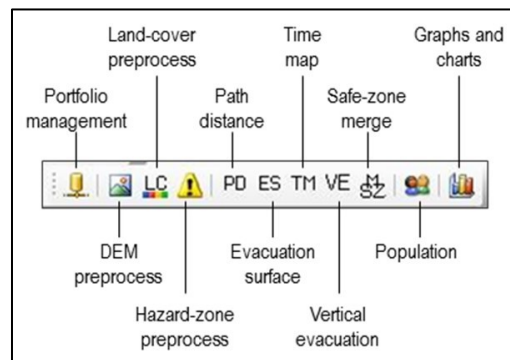 Land-cover
preprocess
Time
map
Graphs and
charts
Portfolio
management
Path
distance
Safe-zone
merge
LC
PD
ES
TM
VE
M
SZ
DEM
preprocess
Evacuation
surface
Population
Hazard-zone
preprocess
Vertical
evacuation